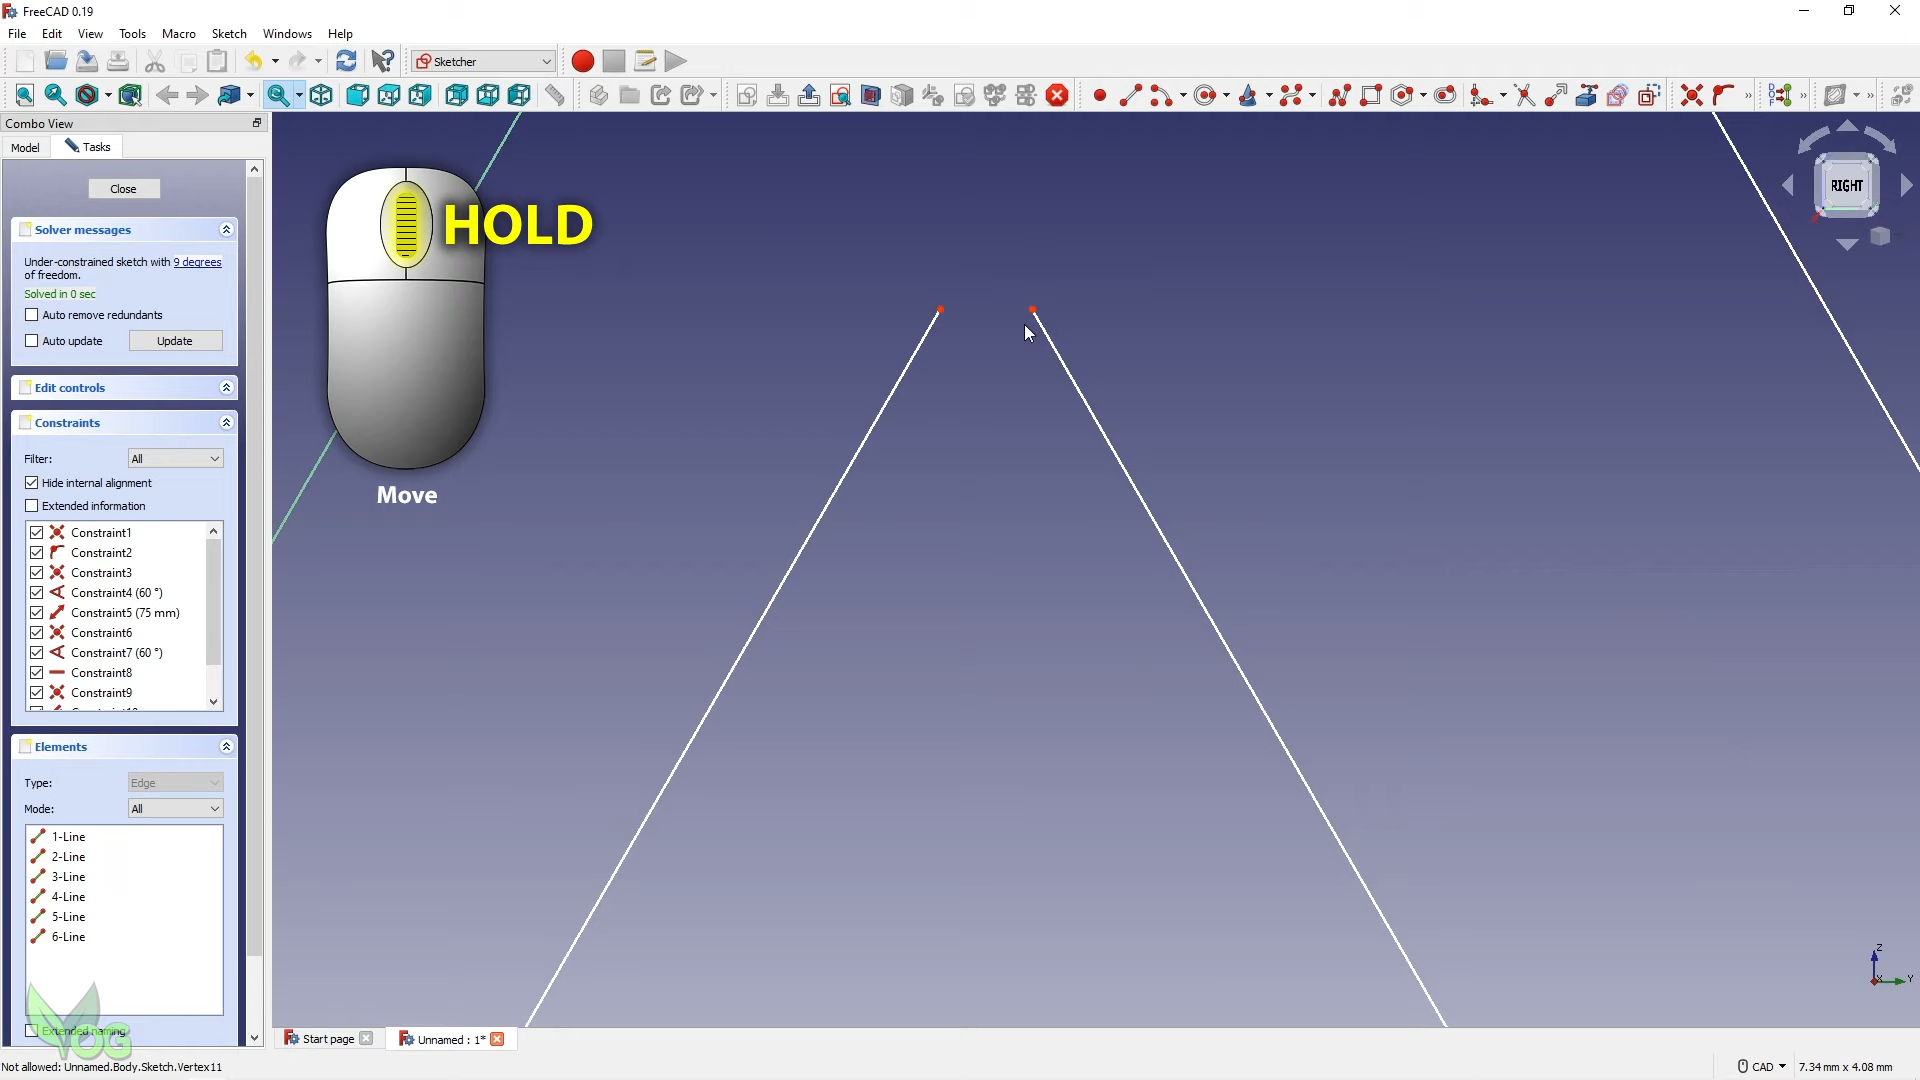 FreeCAD 0.19
File Edit View Tools Macro Sketch Windows Help
Sketcher
Combo View
Model Tasks
Close
Solver messages
Under-constrained sketch with 9 degrees
of freedom.
Solved in 0 sec
Auto remove redundants
Auto update Update
Edit controls
Constraints
Filter: All
Hide internal alignment
Extended information
Constraint1
Constraint2
Constraint3
Constraint4 (60 °)
Constraint5 (75 mm)
Constraint6
Constraint7 (60 °)
Constraint8
Constraint9
Elements
Type: Edge
Mode: All
1-Line
2-Line
3-Line
4-Line
5-Line
6-Line
Extended naming
YOG
HOLD
Move
RIGHT
Z
X Y
Start page Unnamed : 1*
Not allowed: Unnamed.Body.Sketch.Vertex11
CAD 7.34 mm x 4.08 mm